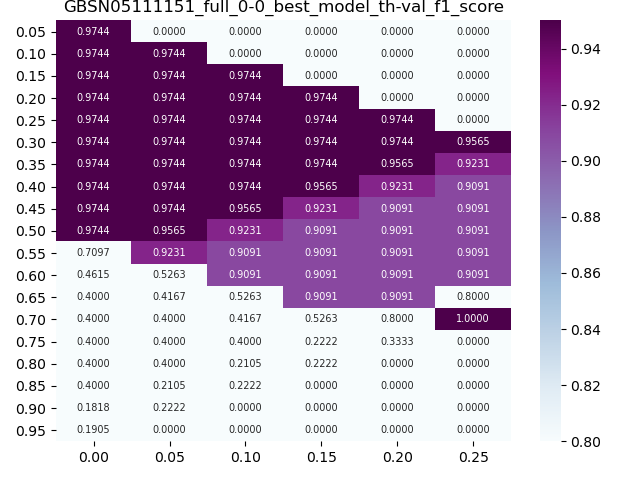 GBSN05111151_full_0-0_best_model_th-val_f1_score
0.05 0.9744 0.0000 0.0000 0.0000 0.0000 0.0000
0.10 0.9744 0.9744 0.0000 0.0000 0.0000 0.0000
0.15 0.9744 0.9744 0.9744 0.0000 0.0000 0.0000
0.20 0.9744 0.9744 0.9744 0.9744 0.0000 0.0000
0.25 0.9744 0.9744 0.9744 0.9744 0.9744 0.0000
0.30 0.9744 0.9744 0.9744 0.9744 0.9744 0.9565
0.35 0.9744 0.9744 0.9744 0.9744 0.9565 0.9231
0.40 0.9744 0.9744 0.9744 0.9565 0.9231 0.9091
0.45 0.9744 0.9744 0.9565 0.9231 0.9091 0.9091
0.50 0.9744 0.9565 0.9231 0.9091 0.9091 0.9091
0.55 0.7097 0.9231 0.9091 0.9091 0.9091 0.9091
0.60 0.4615 0.5263 0.9091 0.9091 0.9091 0.9091
0.65 0.4000 0.4167 0.5263 0.9091 0.9091 0.8000
0.70 0.4000 0.4000 0.4167 0.5263 0.8000 1.0000
0.75 0.4000 0.4000 0.4000 0.2222 0.3333 0.0000
0.80 0.4000 0.4000 0.2105 0.2222 0.0000 0.0000
0.85 0.4000 0.2105 0.2222 0.0000 0.0000 0.0000
0.90 0.1818 0.2222 0.0000 0.0000 0.0000 0.0000
0.95 0.1905 0.0000 0.0000 0.0000 0.0000 0.0000
0.00 0.05 0.10 0.15 0.20 0.25
0.94
0.92
0.90
0.88
0.86
0.84
0.82
0.80